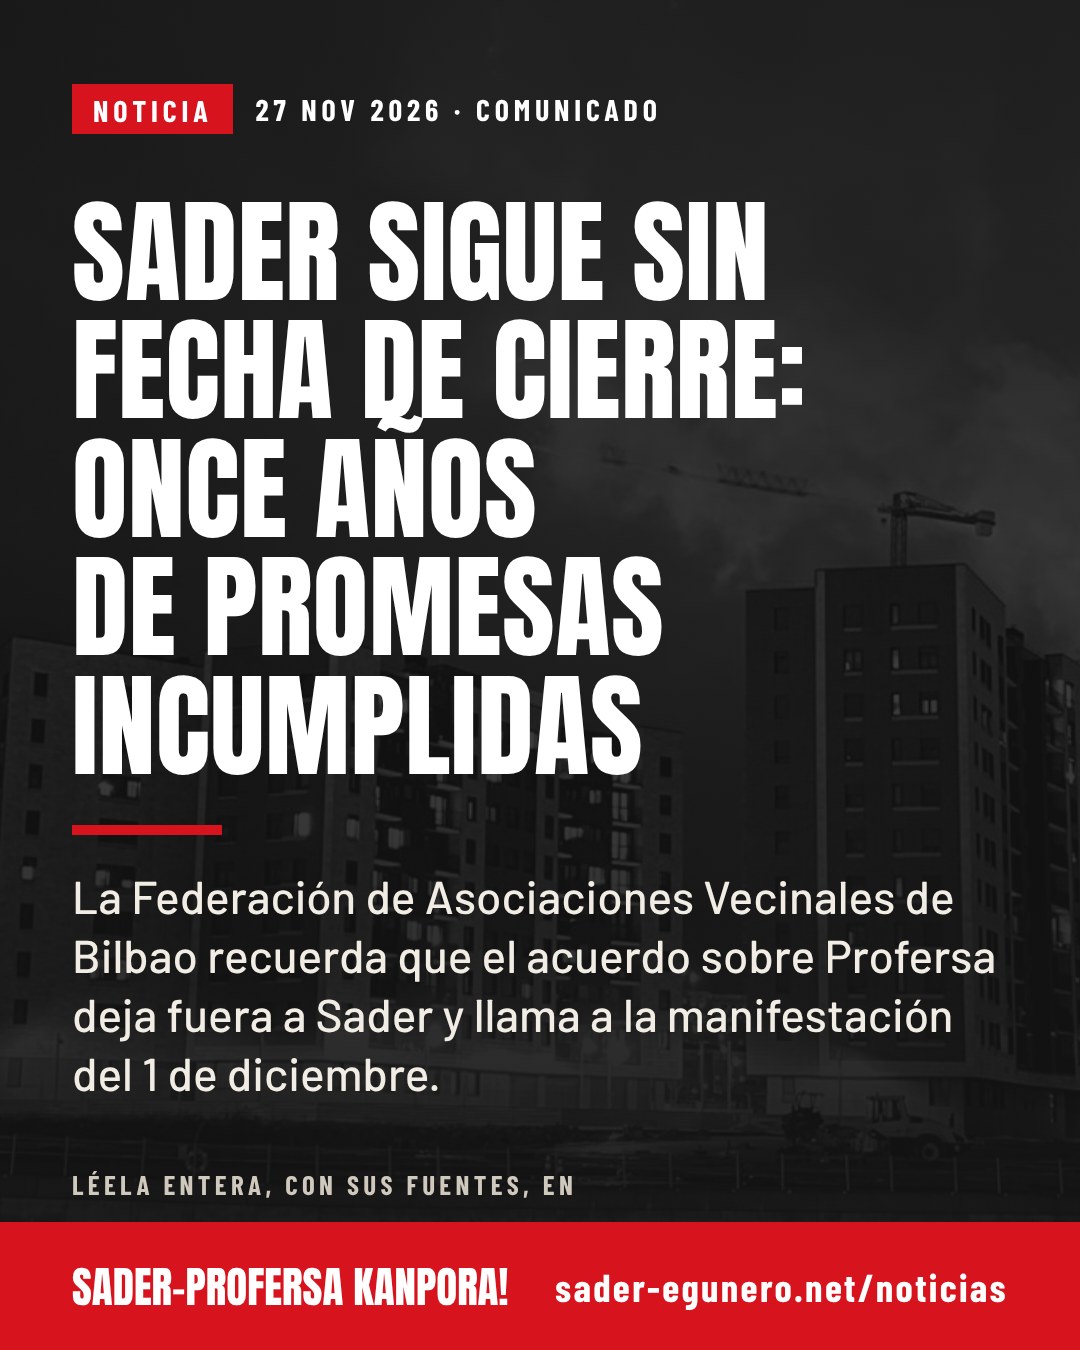 NOTICIA 27 NOV 2026 · COMUNICADO
SADER SIGUE SIN
FECHA DE CIERRE:
ONCE AÑOS
DE PROMESAS
INCUMPLIDAS
La Federación de Asociaciones Vecinales de
Bilbao recuerda que el acuerdo sobre Profersa
deja fuera a Sader y llama a la manifestación
del 1 de diciembre.
LÉELA ENTERA, CON SUS FUENTES, EN
SADER-PROFERSA KANPORA! sader-egunero.net/noticias